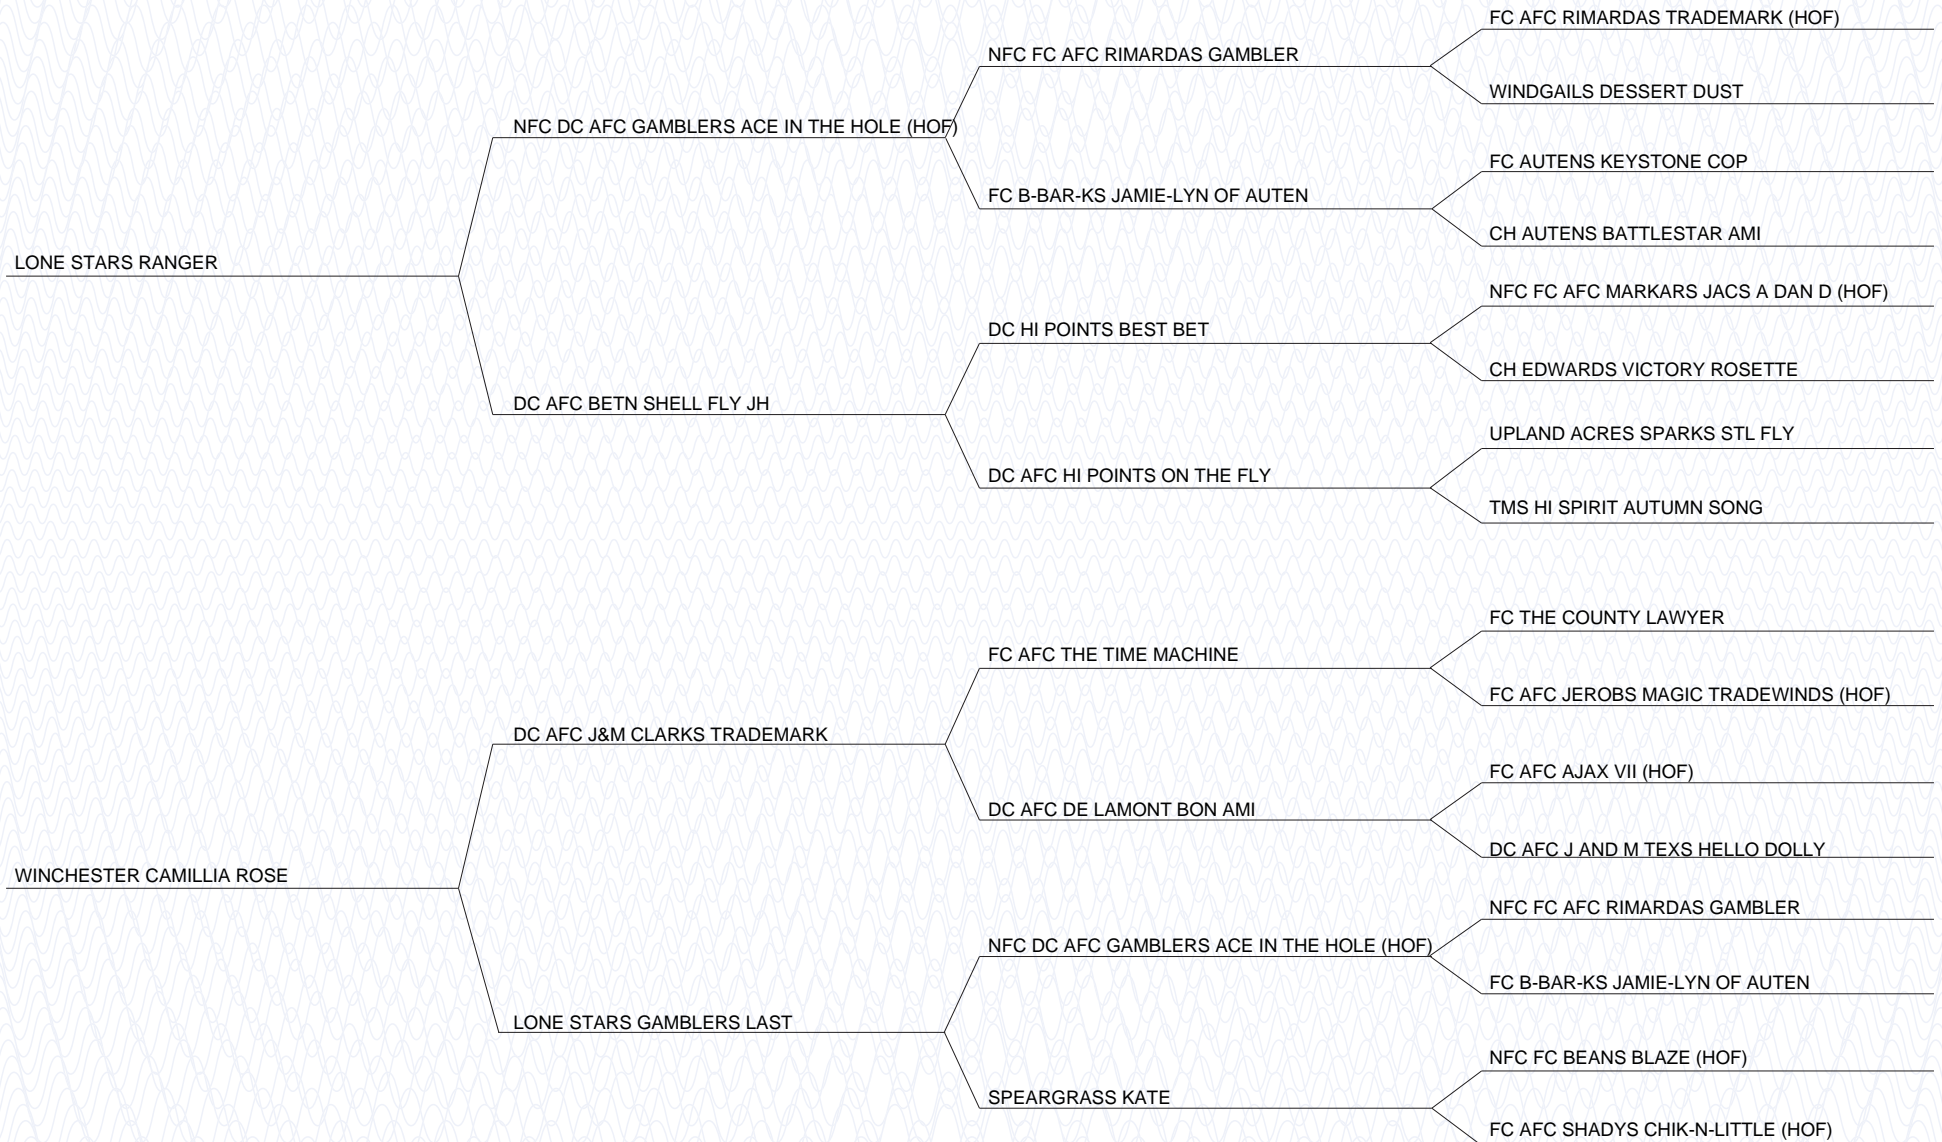 FC AFC RIMARDAS TRADEMARK (HOF)
NFC FC AFC RIMARDAS GAMBLER
WINDGAILS DESSERT DUST
NFC DC AFC GAMBLERS ACE IN THE HOLE (HOF)
FC AUTENS KEYSTONE COP
FC B-BAR-KS JAMIE-LYN OF AUTEN
CH AUTENS BATTLESTAR AMI
LONE STARS RANGER
NFC FC AFC MARKARS JACS A DAN D (HOF)
DC HI POINTS BEST BET
CH EDWARDS VICTORY ROSETTE
DC AFC BETN SHELL FLY JH
UPLAND ACRES SPARKS STL FLY
DC AFC HI POINTS ON THE FLY
TMS HI SPIRIT AUTUMN SONG
FC THE COUNTY LAWYER
FC AFC THE TIME MACHINE
FC AFC JEROBS MAGIC TRADEWINDS (HOF)
DC AFC J&M CLARKS TRADEMARK
FC AFC AJAX VII (HOF)
DC AFC DE LAMONT BON AMI
DC AFC J AND M TEXS HELLO DOLLY
WINCHESTER CAMILLIA ROSE
NFC FC AFC RIMARDAS GAMBLER
NFC DC AFC GAMBLERS ACE IN THE HOLE (HOF)
FC B-BAR-KS JAMIE-LYN OF AUTEN
LONE STARS GAMBLERS LAST
NFC FC BEANS BLAZE (HOF)
SPEARGRASS KATE
FC AFC SHADYS CHIK-N-LITTLE (HOF)